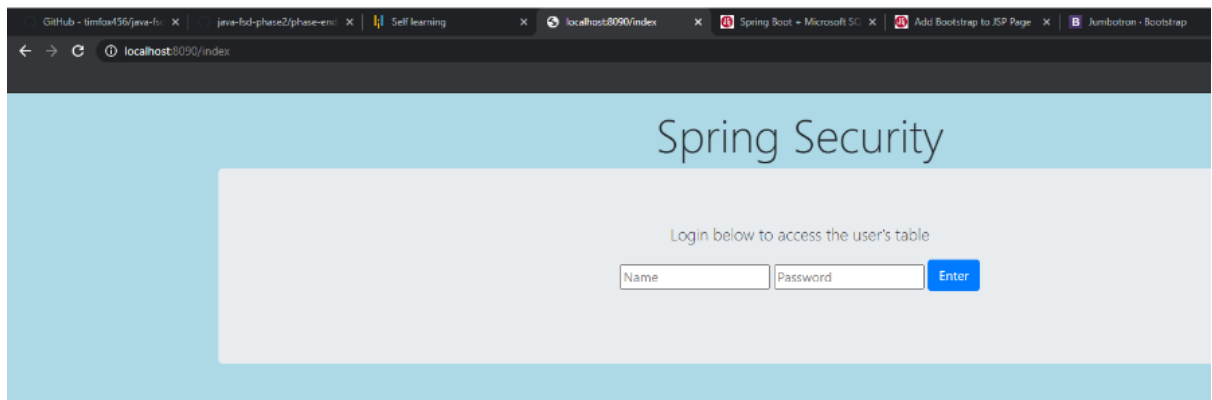 GitHub - timfox456/java-fsc java-fsd-phase2/phase-end Self learning localhost:8090/index Spring Boot + Microsoft SC Add Bootstrap to JSP Page B Jumbotron · Bootstrap
localhost:8090/index
Spring Security
Login below to access the user's table
Name Password Enter